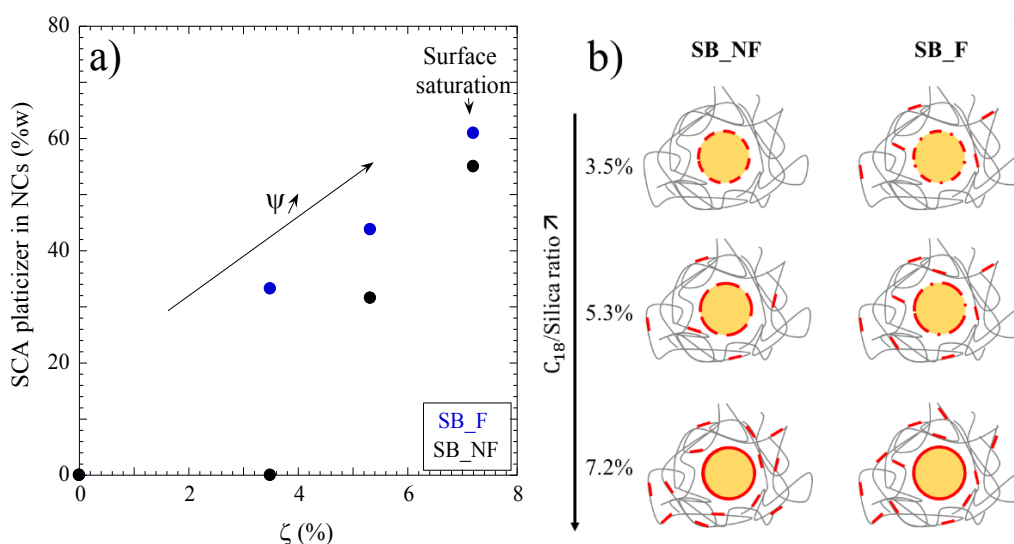 a)
80
60
40
20
0
0
2
4
6
8
SCA platicizer in NCs (%w)
ζ (%)
Surface
saturation
ψ
SB_F
SB_NF
b)
SB_NF
SB_F
C₁₈/Silica ratio ↗
3.5%
5.3%
7.2%